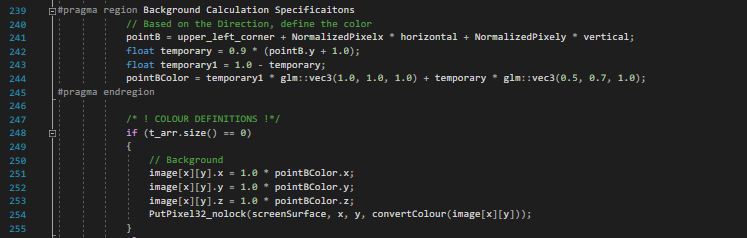 239 #pragma region Background Calculation Specificaitons
240 // Based on the Direction, define the color
241 pointB = upper_left_corner + NormalizedPixelx * horizontal + NormalizedPixely * vertical;
242 float temporary = 0.9 * (pointB.y + 1.0);
243 float temporary1 = 1.0 - temporary;
244 pointBColor = temporary1 * glm::vec3(1.0, 1.0, 1.0) + temporary * glm::vec3(0.5, 0.7, 1.0);
245 #pragma endregion
246
247 /* ! COLOUR DEFINITIONS !*/
248 if (t_arr.size() == 0)
249 {
250 // Background
251 image[x][y].x = 1.0 * pointBColor.x;
252 image[x][y].y = 1.0 * pointBColor.y;
253 image[x][y].z = 1.0 * pointBColor.z;
254 PutPixel32_nolock(screenSurface, x, y, convertColour(image[x][y]));
255 }